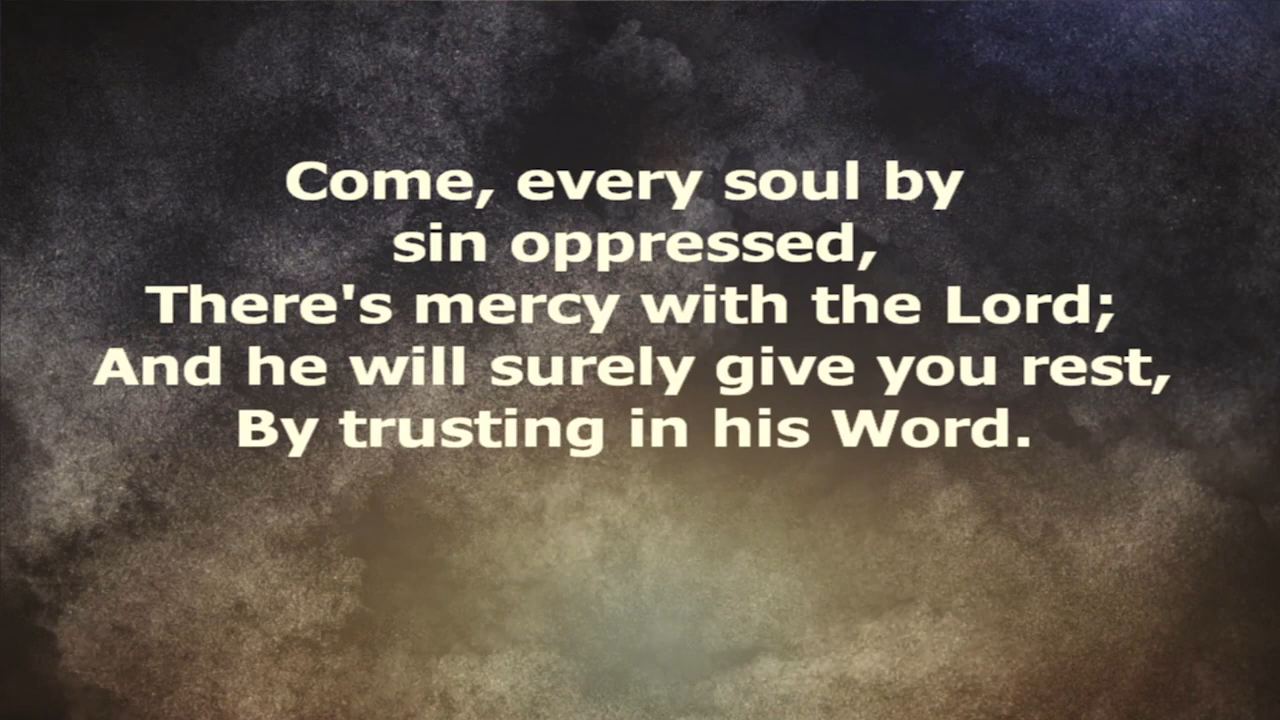 Come, every soul by
sin oppressed,
There's mercy with the Lord;
And he will surely give you rest,
By trusting in his Word.